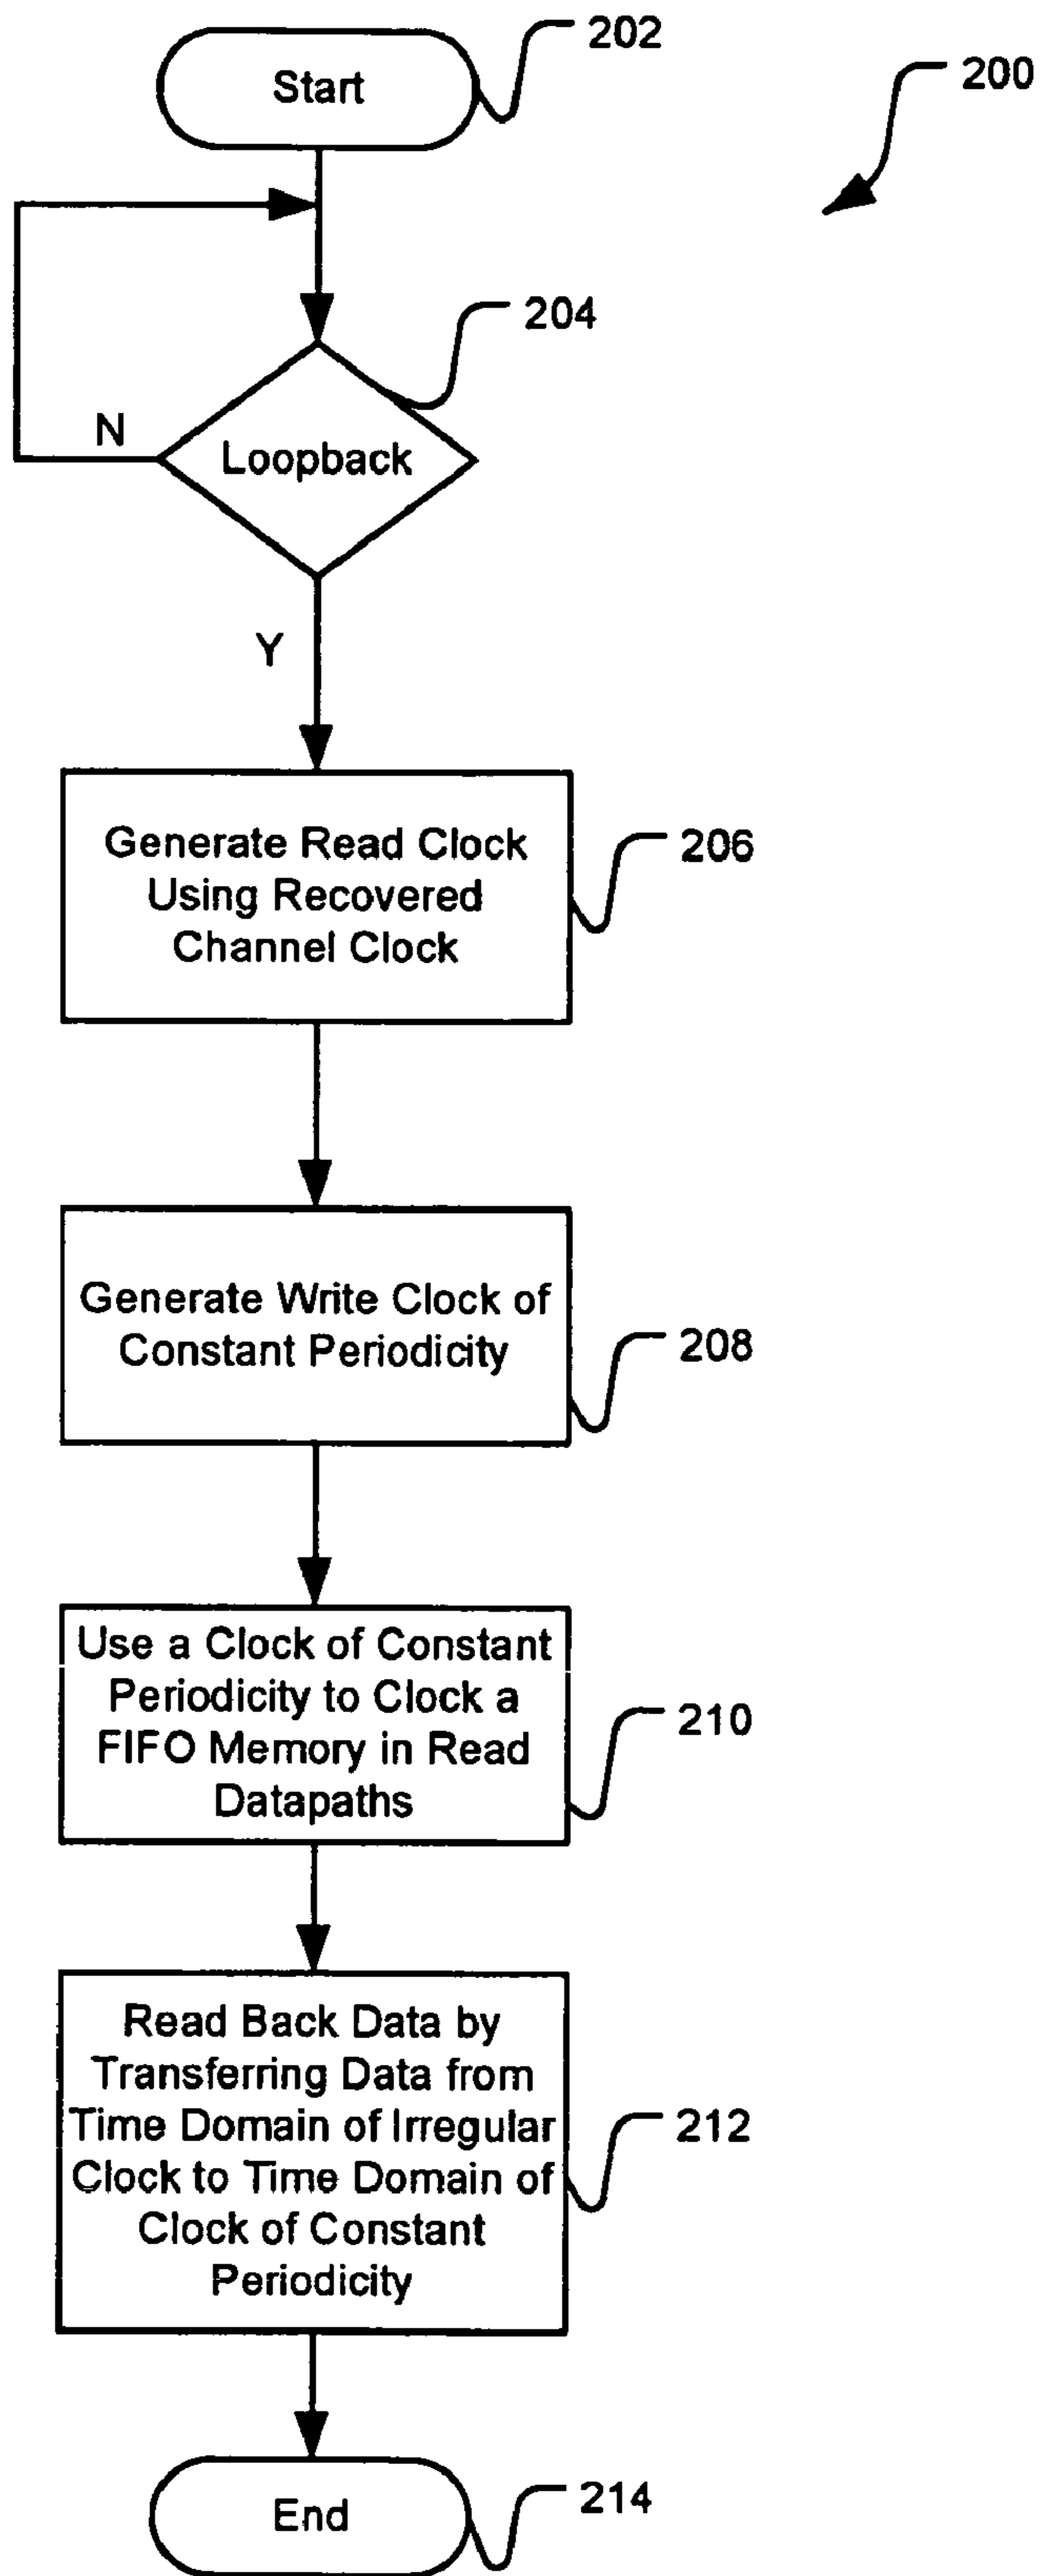 202
Start
200
204
N
Loopback
Y
Generate Read Clock
Using Recovered
Channel Clock
206
Generate Write Clock of
Constant Periodicity
208
Use a Clock of Constant
Periodicity to Clock a
FIFO Memory in Read
Datapaths
210
Read Back Data by
Transferring Data from
Time Domain of Irregular
Clock to Time Domain of
Clock of Constant
Periodicity
212
End
214